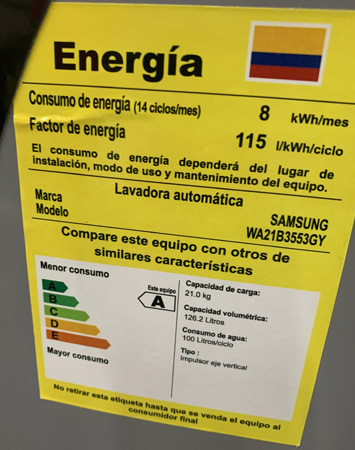 Energía
Consumo de energía (14 ciclos/mes) 8 kWh/mes
Factor de energía 115 l/kWh/ciclo
El consumo de energía dependerá del lugar de
instalación, modo de uso y mantenimiento del equipo.
Lavadora automática
Marca SAMSUNG
Modelo WA21B3553GY
Compare este equipo con otros de
similares características
Menor consumo
A
B
C
D
E
Mayor consumo
Este equipo
A
Capacidad de carga:
21.0 kg
Capacidad volumétrica:
126.2 Litros
Consumo de agua:
100 Litros/ciclo
Tipo :
Impulsor eje vertical
No retirar esta etiqueta hasta que se venda el equipo al
consumidor final